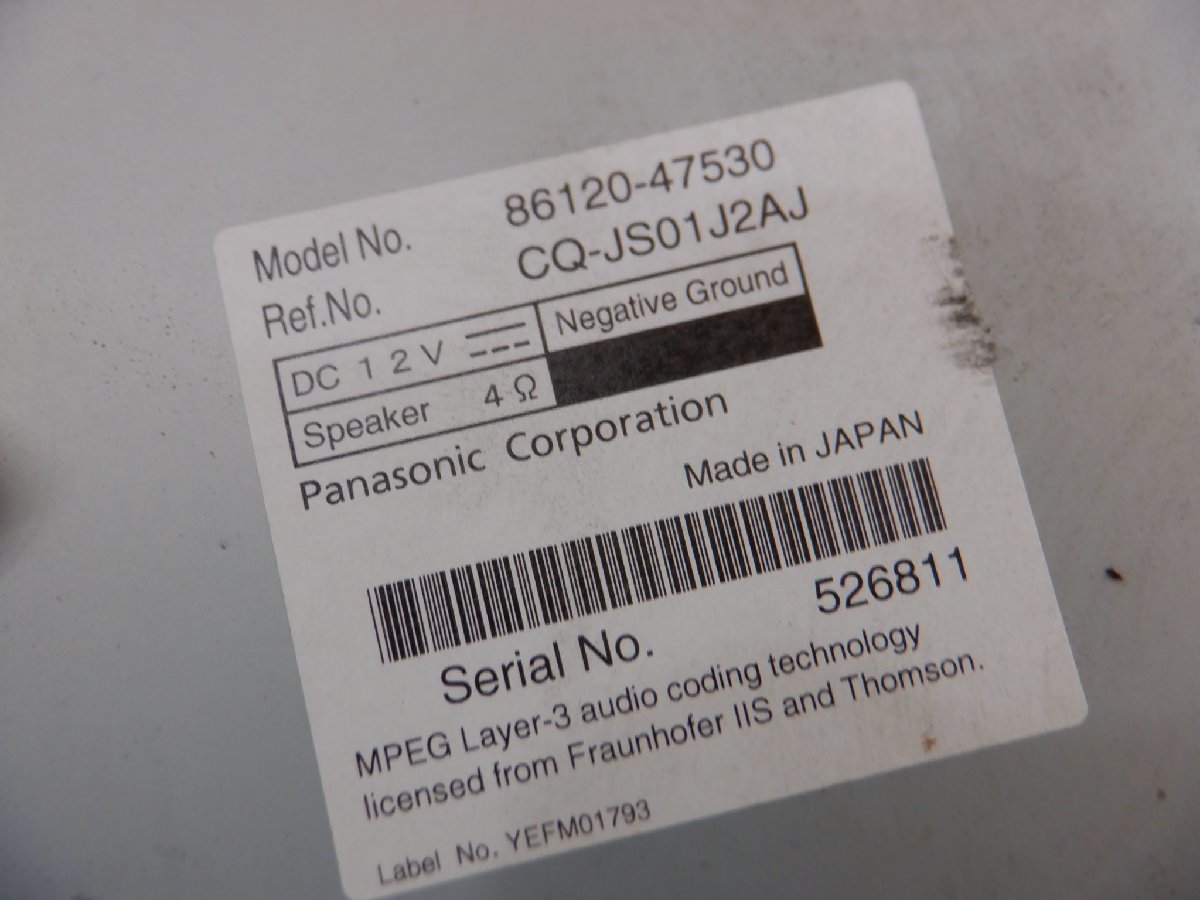 Model No. 86120-47530
Ref.No. CQ-JS01J2AJ
DC 12V Negative Ground
Speaker 4Ω
Panasonic Corporation
Made in JAPAN
526811
Serial No.
MPEG Layer-3 audio coding technology
licensed from Fraunhofer IIS and Thomson.
Label No. YEFM01793